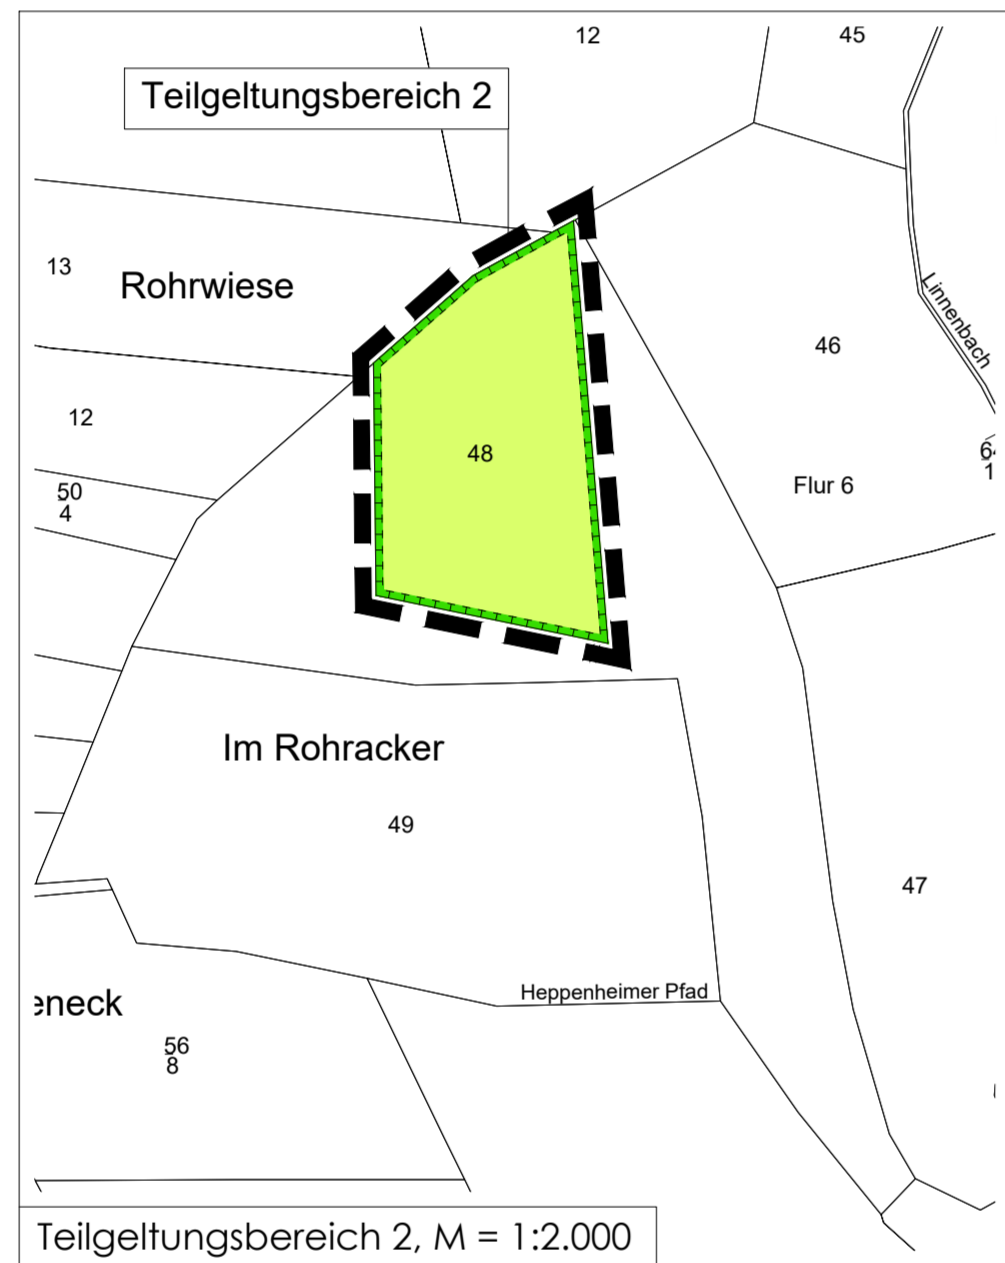 12
45
Teilgeltungsbereich 2
13
Rohrwiese
Linnenbach
46
12
48
50
4
Flur 6
1
Im Rohracker
49
47
Heppenheimer Pfad
eneck
56
8
Teilgeltungsbereich 2, M = 1:2.000